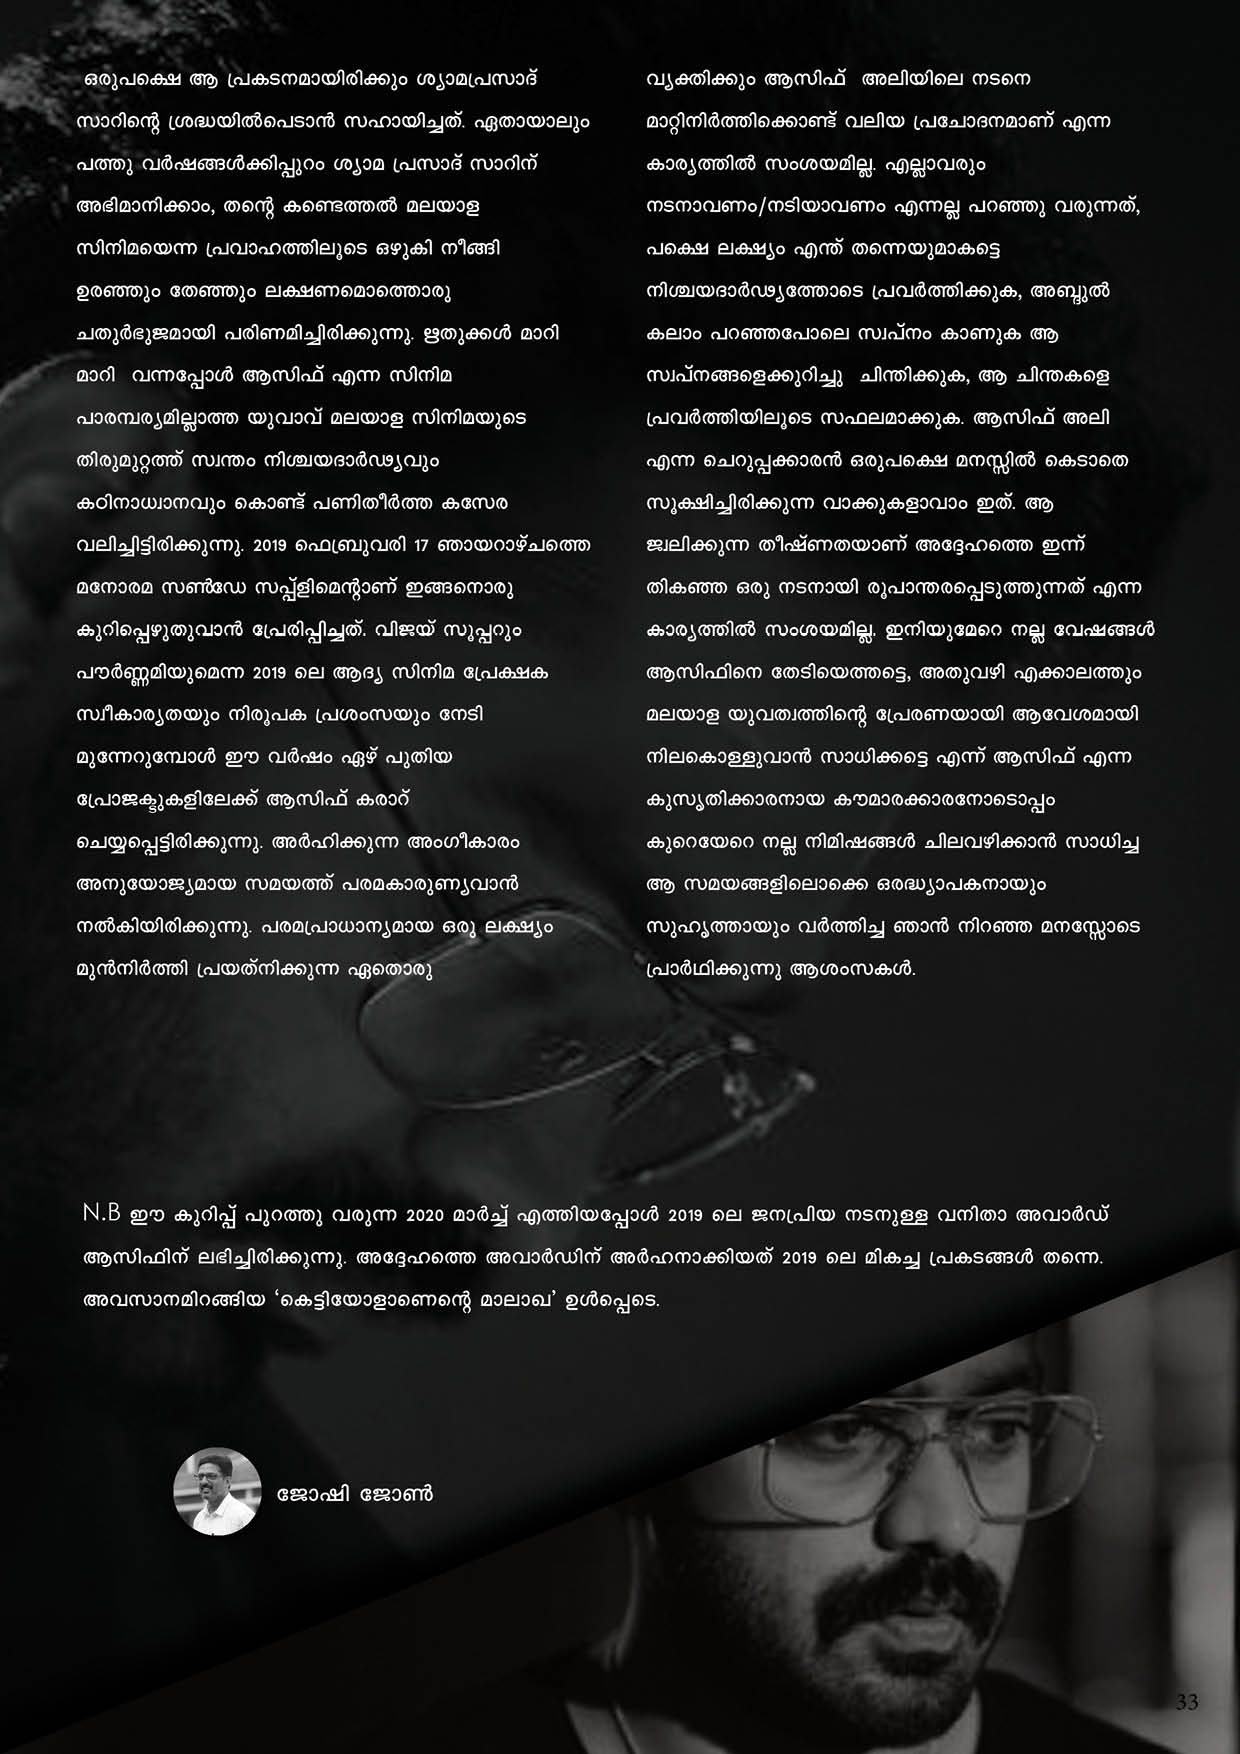 ഒരുപക്ഷെ ആ പ്രകടനമായിരിക്കും ശ്യാമപ്രസാദ്
സാറിന്റെ ശ്രദ്ധയിൽപെടാൻ സഹായിച്ചത്. ഏതായാലും
പത്തു വർഷങ്ങൾക്കിപ്പുറം ശ്യാമ പ്രസാദ് സാറിന്
അഭിമാനിക്കാം, തന്റെ കണ്ടെത്തൽ മലയാള
സിനിമയെന്ന പ്രവാഹത്തിലൂടെ ഒഴുകി നീങ്ങി
ഉരഞ്ഞും തേഞ്ഞും ലക്ഷണമൊത്തൊരു
ചതുർഭുജമായി പരിണമിച്ചിരിക്കുന്നു. ഋതുക്കൾ മാറി
മാറി വന്നപ്പോൾ ആസിഫ് എന്ന സിനിമ
പാരമ്പര്യമില്ലാത്ത യുവാവ് മലയാള സിനിമയുടെ
തിരുമുറ്റത്ത് സ്വന്തം നിശ്ചയദാർഢ്യവും
കഠിനാധ്വാനവും കൊണ്ട് പണിതീർത്ത കസേര
വലിച്ചിട്ടിരിക്കുന്നു. 2019 ഫെബ്രുവരി 17 ഞായറാഴ്ചത്തെ
മനോരമ സൺഡേ സപ്പ്ളിമെന്റാണ് ഇങ്ങനൊരു
കുറിപ്പെഴുതുവാൻ പ്രേരിപ്പിച്ചത്. വിജയ് സൂപ്പറും
പൗർണ്ണമിയുമെന്ന 2019 ലെ ആദ്യ സിനിമ പ്രേക്ഷക
സ്വീകാര്യതയും നിരൂപക പ്രശംസയും നേടി
മുന്നേറുമ്പോൾ ഈ വർഷം ഏഴ് പുതിയ
പ്രോജക്ടുകളിലേക്ക് ആസിഫ് കരാറ്
ചെയ്യപ്പെട്ടിരിക്കുന്നു. അർഹിക്കുന്ന അംഗീകാരം
അനുയോജ്യമായ സമയത്ത് പരമകാരുണ്യവാൻ
നൽകിയിരിക്കുന്നു. പരമപ്രാധാന്യമായ ഒരു ലക്ഷ്യം
മുൻനിർത്തി പ്രയത്നിക്കുന്ന ഏതൊരു
വ്യക്തിക്കും ആസിഫ് അലിയിലെ നടനെ
മാറ്റിനിർത്തിക്കൊണ്ട് വലിയ പ്രചോദനമാണ് എന്ന
കാര്യത്തിൽ സംശയമില്ല. എല്ലാവരും
നടനാവണം/നടിയാവണം എന്നല്ല പറഞ്ഞു വരുന്നത്,
പക്ഷെ ലക്ഷ്യം എന്ത് തന്നെയുമാകട്ടെ
നിശ്ചയദാർഢ്യത്തോടെ പ്രവർത്തിക്കുക, അബ്ദുൽ
കലാം പറഞ്ഞപോലെ സ്വപ്നം കാണുക ആ
സ്വപ്നങ്ങളെക്കുറിച്ചു ചിന്തിക്കുക, ആ ചിന്തകളെ
പ്രവർത്തിയിലൂടെ സഫലമാക്കുക. ആസിഫ് അലി
എന്ന ചെറുപ്പക്കാരൻ ഒരുപക്ഷെ മനസ്സിൽ കെടാതെ
സൂക്ഷിച്ചിരിക്കുന്ന വാക്കുകളാവാം ഇത്. ആ
ജ്വലിക്കുന്ന തീഷ്ണതയാണ് അദ്ദേഹത്തെ ഇന്ന്
തികഞ്ഞ ഒരു നടനായി രൂപാന്തരപ്പെടുത്തുന്നത് എന്ന
കാര്യത്തിൽ സംശയമില്ല. ഇനിയുമേറെ നല്ല വേഷങ്ങൾ
ആസിഫിനെ തേടിയെത്തട്ടെ, അതുവഴി എക്കാലത്തും
മലയാള യുവത്വത്തിന്റെ പ്രേരണയായി ആവേശമായി
നിലകൊള്ളുവാൻ സാധിക്കട്ടെ എന്ന് ആസിഫ് എന്ന
കുസൃതിക്കാരനായ കൗമാരക്കാരനോടൊപ്പം
കുറെയേറെ നല്ല നിമിഷങ്ങൾ ചിലവഴിക്കാൻ സാധിച്ച
ആ സമയങ്ങളിലൊക്കെ ഒരദ്ധ്യാപകനായും
സുഹൃത്തായും വർത്തിച്ച ഞാൻ നിറഞ്ഞ മനസ്സോടെ
പ്രാർഥിക്കുന്നു ആശംസകൾ.
N.B ഈ കുറിപ്പ് പുറത്തു വരുന്ന 2020 മാർച്ച് എത്തിയപ്പോൾ 2019 ലെ ജനപ്രിയ നടനുള്ള വനിതാ അവാർഡ്
ആസിഫിന് ലഭിച്ചിരിക്കുന്നു. അദ്ദേഹത്തെ അവാർഡിന് അർഹനാക്കിയത് 2019 ലെ മികച്ച പ്രകടങ്ങൾ തന്നെ.
അവസാനമിറങ്ങിയ ‘കെട്ടിയോളാണെന്റെ മാലാഖ’ ഉൾപ്പെടെ.
ജോഷി ജോൺ
33